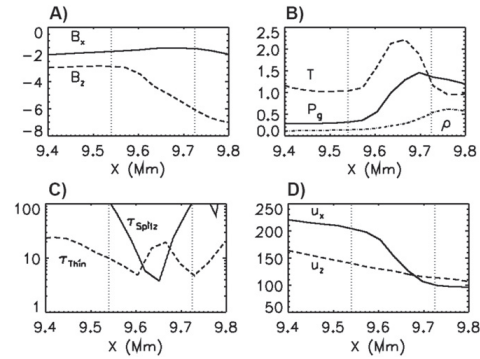 A)
B)
0
-2
-4
-6
-8
B_x
B_z
9.4 9.5 9.6 9.7 9.8
X (Mm)
2.5
2.0
1.5
1.0
0.5
0.1
T
P_g
ρ
9.4 9.5 9.6 9.7 9.8
X (Mm)
C)
D)
100
10
1
τ_Spitz
τ_Thin
9.4 9.5 9.6 9.7 9.8
X (Mm)
250
200
150
100
50
u_x
u_z
9.4 9.5 9.6 9.7 9.8
X (Mm)